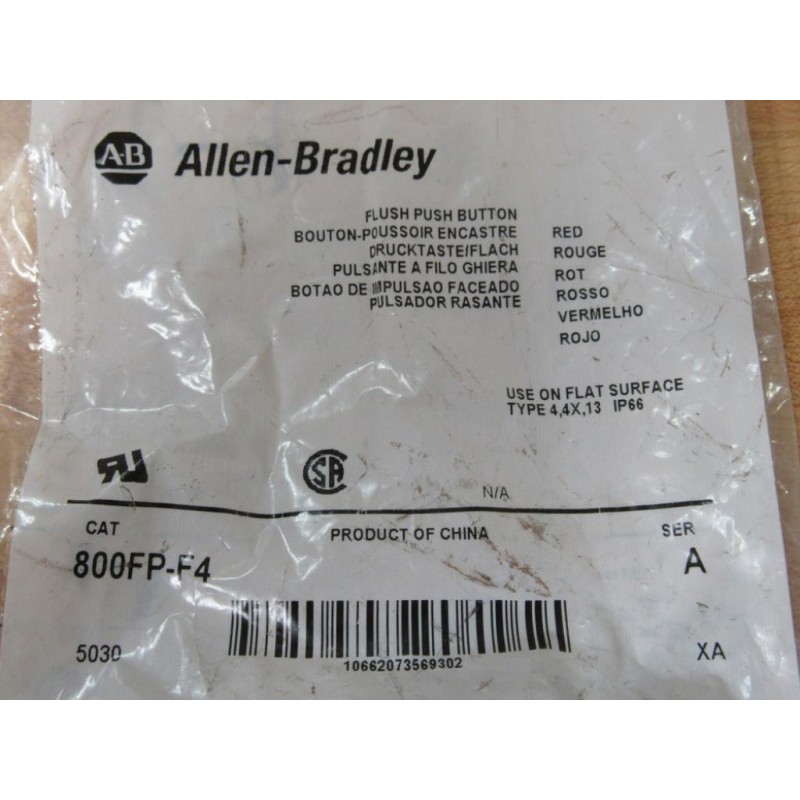 A-B Allen-Bradley
FLUSH PUSH BUTTON
BOUTON-POUSSOIR ENCASTRE
DRUCKTASTE/FLACH
PULSANTE A FILO GHIERA
BOTAO DE IMPULSAO FACEADO
PULSADOR RASANTE
RED
ROUGE
ROT
ROSSO
VERMELHO
ROJO
USE ON FLAT SURFACE
TYPE 4,4X,13 IP66
RU
CSA
N/A
CAT
PRODUCT OF CHINA
SER
800FP-F4
A
5030
10662073569302
XA